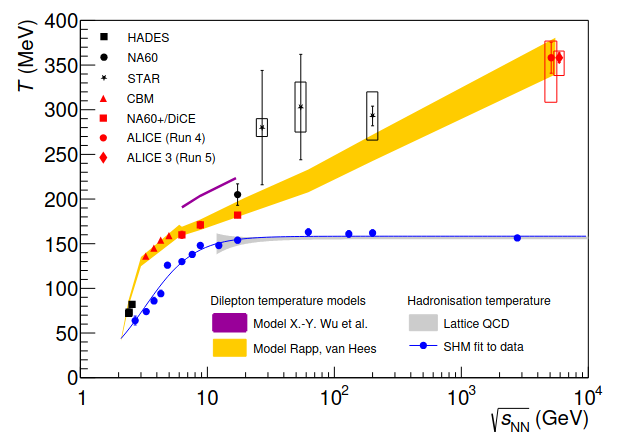 T (MeV)
400
350
300
250
200
150
100
50
0
HADES
NA60
STAR
CBM
NA60+/DiCE
ALICE (Run 4)
ALICE 3 (Run 5)
Dilepton temperature models
Model X.-Y. Wu et al.
Model Rapp, van Hees
Hadronisation temperature
Lattice QCD
SHM fit to data
1 10 10² 10³ 10⁴
√sNN (GeV)